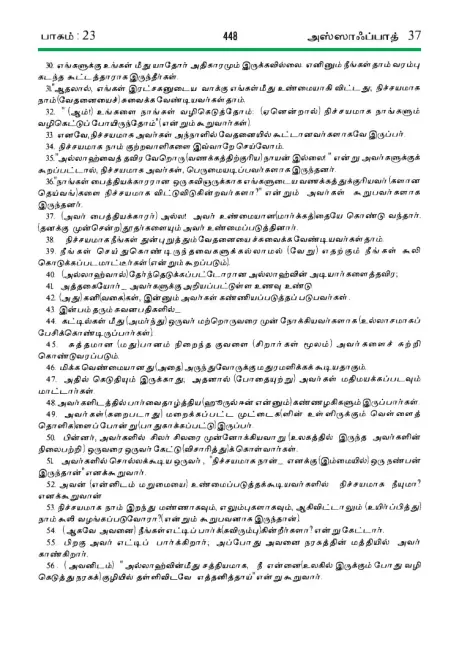 பாகம் : 23 448 அஸ்ஸாஃப்பாத் 37
30. எங்களுக்கு உங்கள் மீது யாதோர் அதிகாரமும் இருக்கவில்லை. எனினும் நீங்கள்தாம் வரம்பு
கடந்த கூட்டத்தாராக இருந்தீர்கள்.
31."ஆதலால், எங்கள் இரட்சகனுடைய வாக்கு எங்கள்மீது உண்மையாகி விட்டது, நிச்சயமாக
நாம்(வேதனையைச்) சுவைக்க வேண்டியவர்கள்தாம்.
32. " (ஆம்!) உங்களை நாங்கள் வழிகெடுத்தோம்: (ஏனென்றால்) நிச்சயமாக நாங்களும்
வழிகெட்டுப் போயிருந்தோம்" (என்றும் கூறுவார்கள்)
33. எனவே, நிச்சயமாக அவர்கள் அந்நாளில் வேதனையில் கூட்டானவர்களாகவே இருப்பர்.
34. நிச்சயமாக நாம் குற்றவாளிகளை இவ்வாறே செய்வோம்.
35."அல்லாஹ்வைத் தவிர வேறொரு(வணக்கத்திற்குரிய)நாயன் இல்லை!" என்று அவர்களுக்குக்
கூறப்பட்டால், நிச்சயமாக அவர்கள், பெருமையடிப்பவர்களாக இருந்தனர்.
36."நாங்கள் பைத்தியக்காரரான ஒரு கவிஞருக்காக எங்களுடைய வணக்கத்துக்குரியவர் (களான
தெய்வங்)களை நிச்சயமாக விட்டுவிடுகின்றவர்களா?" என்றும் அவர்கள் கூறுபவர்களாக
இருந்தனர்.
37. (அவர் பைத்தியக்காரர்) அல்ல! அவர் உண்மையான(மார்க்கத்)தையே கொண்டு வந்தார்.
(தனக்கு முன்சென்ற)தூதர்களையும் அவர் உண்மைப்படுத்தினார்.
38. நிச்சயமாக நீங்கள் துன்புறுத்தும் வேதனையைச் சுவைக்க வேண்டியவர்கள்தாம்.
39. நீங்கள் செய்துகொண்டிருந்தவைகளுக்கல்லாமல் (வேறு) எதற்கும் நீங்கள் கூலி
கொடுக்கப்படமாட்டீர்கள் (என்றும் கூறப்படும்).
40. (அல்லாஹ்வால்) தேர்ந்தெடுக்கப்பட்டோரான அல்லாஹ்வின் அடியார்களைத்தவிர;
41. அத்தகையோர்_ அவர்களுக்கு அறியப்பட்டுள்ள உணவு உண்டு
42. (அது) கனி(வகை)கள், இன்னும் அவர்கள் கண்ணியப்படுத்தப் படுபவர்கள்.
43. இன்பம் தரும் சுவனபதிகளில்_
44. கட்டில்கள் மீது (அமர்ந்து) ஒருவர் மற்றொருவரை முன் நோக்கியவர்களாக (உல்லாசமாகப்
பேசிக்கொண்டிருப்பார்கள்)
45. சுத்தமான (மது)பானம் நிறைந்த குவளை (சிறார்கள் மூலம்) அவர்களைச் சுற்றி
கொண்டுவரப்படும்.
46. மிக்க வெண்மையானது (அதை) அருந்துவோருக்கு மதுரமளிக்கக் கூடியதாகும்.
47. அதில் கெடுதியும் இருக்காது, அதனால் (போதையுற்று) அவர்கள் மதிமயக்கப்படவும்
மாட்டார்கள்.
48. அவர்களிடத்தில் பார்வை தாழ்த்திய (ஹூருல்ஈன் என்னும்) கண்ணழகிகளும் இருப்பார்கள்.
49. அவர்கள்(கறைபடாது) மறைக்கப்பட்ட முட்டைக(ளின் உள்ளிருக்கும் வெள்ளைத்
தொளிக)ளைப்போன்று (பாதுகாக்கப்பட்டு) இருப்பர்.
50. பின்னர், அவர்களில் சிலர் சிலரை முன்னோக்கியவாறு (உலகத்தில் இருந்த அவர்களின்
நிலைபற்றி) ஒருவரை ஒருவர் கேட்டு(விசாரித்து)க்கொள்வார்கள்.
51. அவர்களில் சொல்லக்கூடிய ஒருவர், "நிச்சயமாக நான்_ எனக்கு (இம்மையில்) ஒரு நண்பன்
இருந்தான்" எனக் கூறுவார்.
52. அவன் (என்னிடம் மறுமையை) உண்மைப்படுத்தக்கூடியவர்களில் நிச்சயமாக நீயுமா?
எனக் கூறுவான்
53. நிச்சயமாக நாம் இறந்து மண்ணாகவும், எலும்புகளாகவும், ஆகிவிட்டாலும் (உயிர்ப்பித்து)
நாம் கூலி வழங்கப்படுவோரா? (என்றும் கூறுபவனாக இருந்தான்).
54. (ஆகவே அவனை) நீங்கள் எட்டிப் பார்க்(கவிரும்பு)கின்றீர்களா? என்று கேட்டார்.
55. பிறகு அவர் எட்டிப் பார்க்கிறார்; அப்போது அவனை நரகத்தின் மத்தியில் அவர்
காண்கிறார்.
56. (அவனிடம்) " அல்லாஹ்வின்மீது சத்தியமாக, நீ என்னை(உலகில் இருக்கும் போது வழி
கெடுத்து நரகக்)குழியில் தள்ளிவிடவே எத்தனித்தாய்" என்று கூறுவார்.